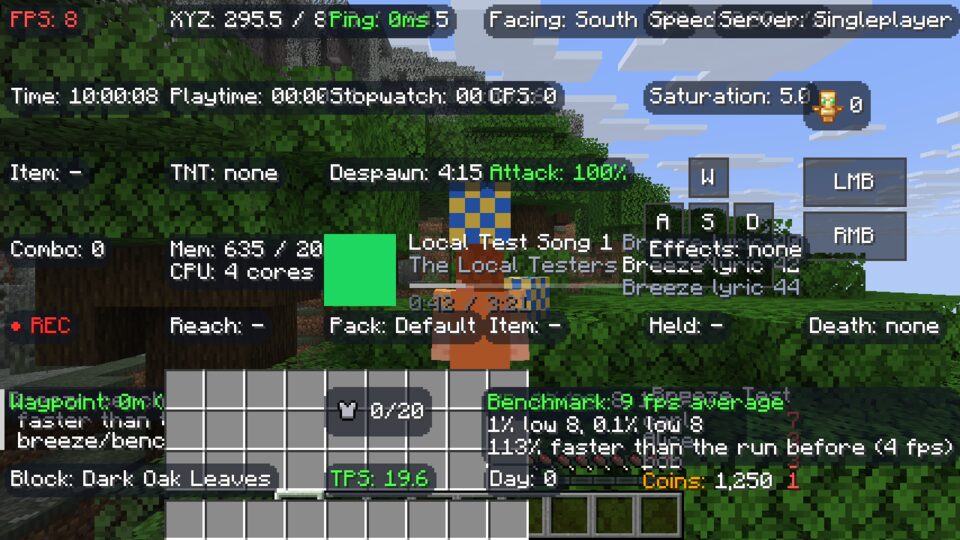 FPS: 8
XYZ: 295.5 / 8
Ping: 0ms
5
Facing: South
Speed
Server: Singleplayer
Time: 10:00:08
Playtime: 00:00
Stopwatch: 00:
CPS: 0
Saturation: 5.0
0
Item: -
TNT: none
Despawn: 4:15
Attack: 100%
W
LMB
A
S
D
RMB
Combo: 0
Mem: 635 / 20
CPU: 4 cores
Local Test Song 1
The Local Testers
0:42 / 3:2
Effects: none
Breeze lyric 42
Breeze lyric 44
REC
Reach: -
Pack: Default
Item: -
Held: -
Death: none
Waypoint: 0m
faster than
breeze/benc
0/20
Breeze Test
Benchmark: 9 fps average
1% low 8, 0.1% low 8
113% faster than the run before (4 fps)
Block: Dark Oak Leaves
TPS: 19.6
Day: 0
Coins: 1,250
1